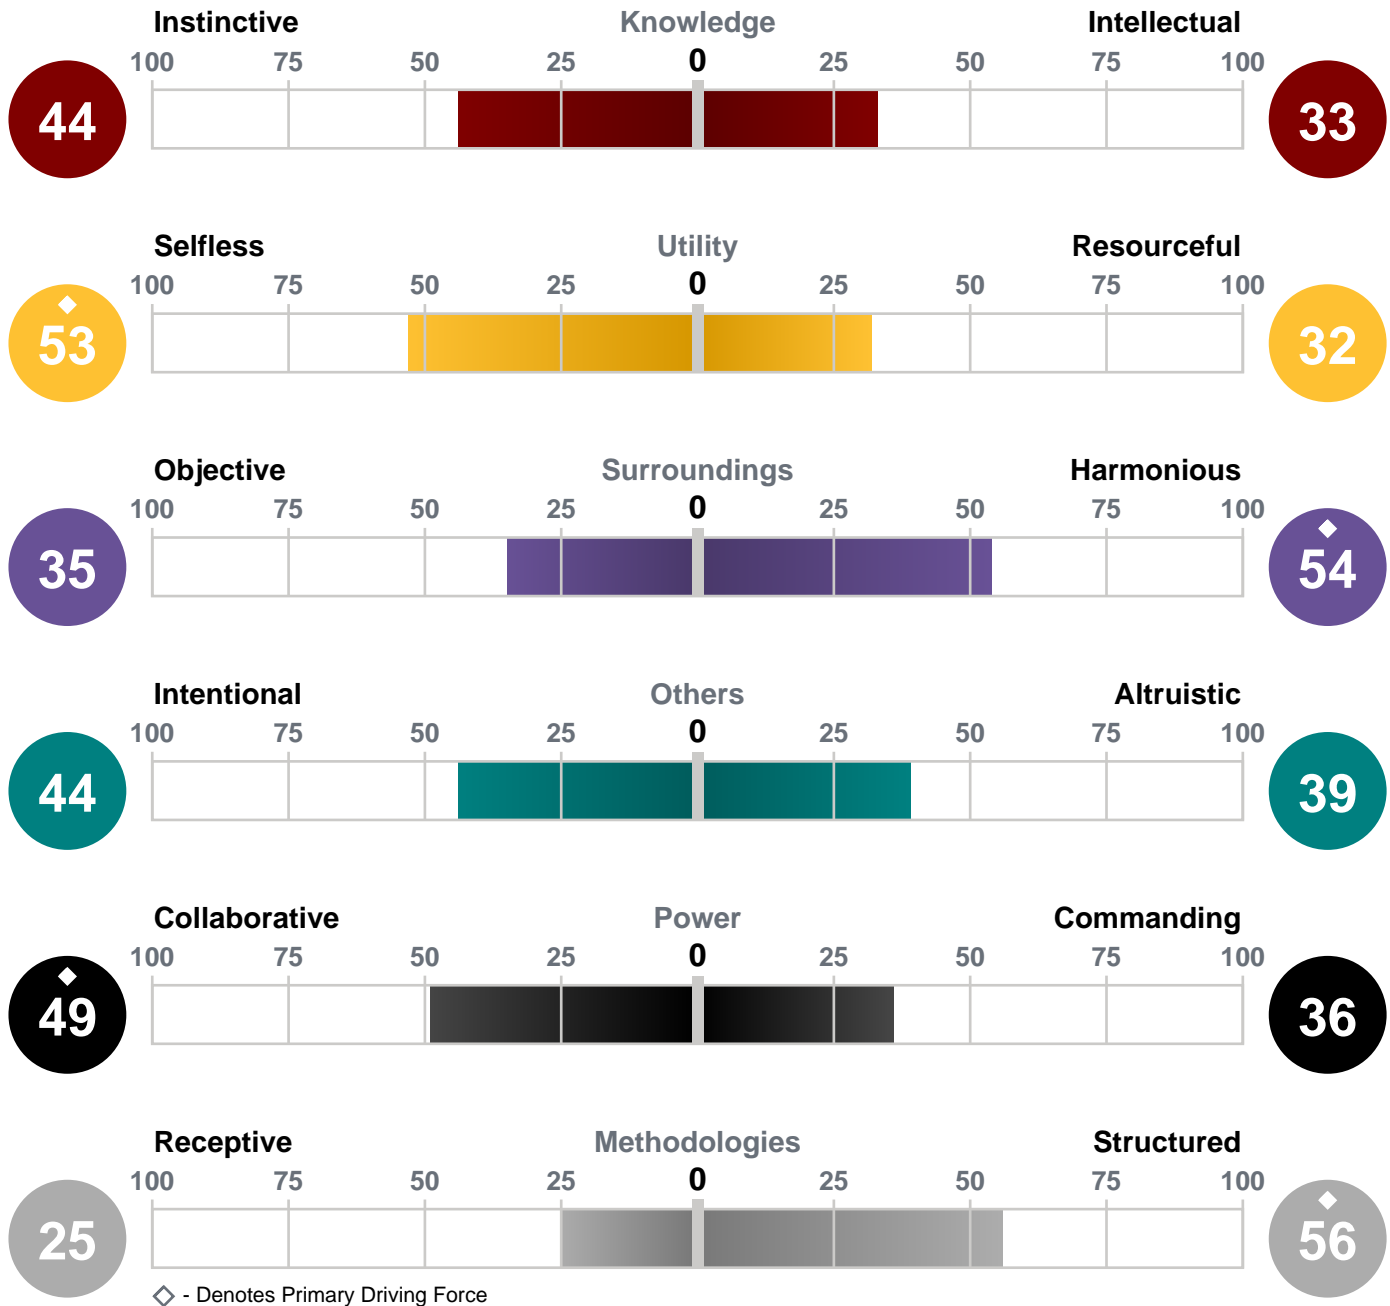 Instinctive Knowledge Intellectual
100 75 50 25 0 25 50 75 100
44 33
Selfless Utility Resourceful
100 75 50 25 0 25 50 75 100
53 32
Objective Surroundings Harmonious
100 75 50 25 0 25 50 75 100
35 54
Intentional Others Altruistic
100 75 50 25 0 25 50 75 100
44 39
Collaborative Power Commanding
100 75 50 25 0 25 50 75 100
49 36
Receptive Methodologies Structured
100 75 50 25 0 25 50 75 100
25 56
- Denotes Primary Driving Force